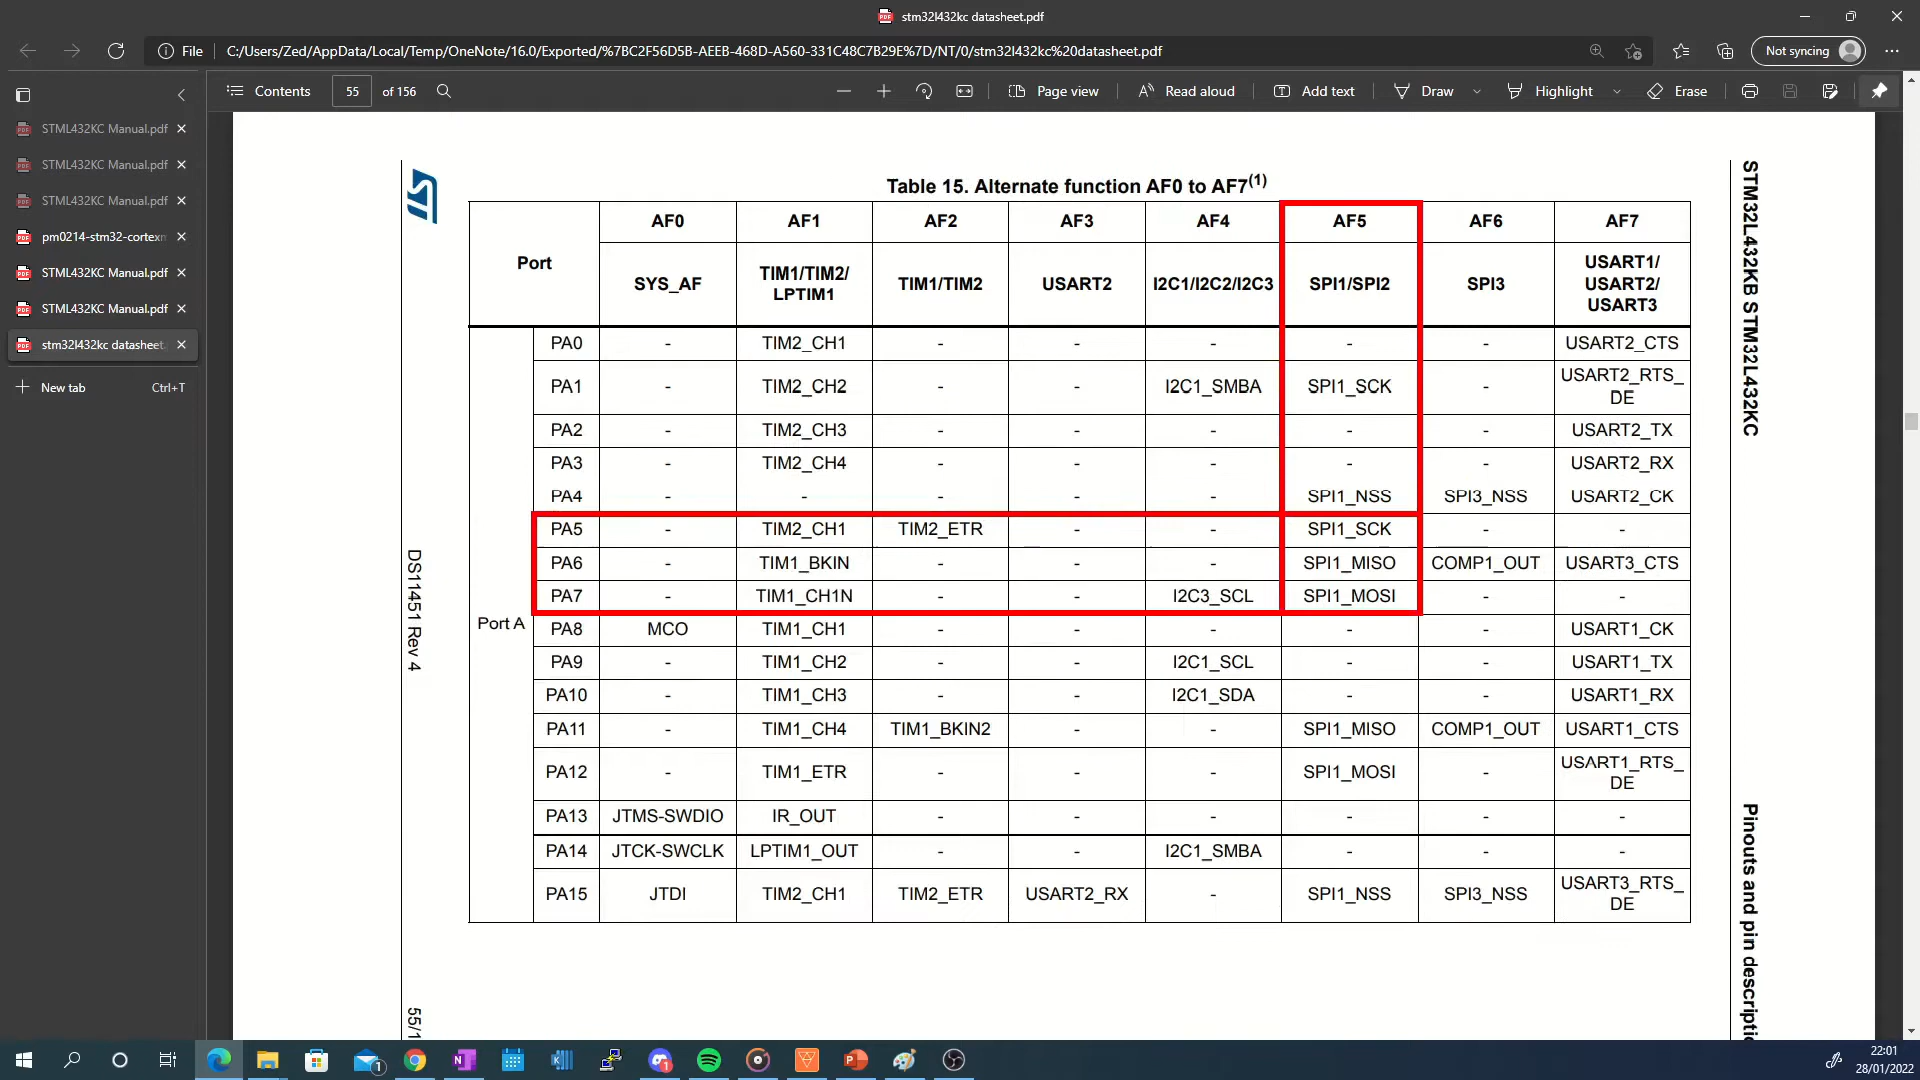 stm32l432kc datasheet.pdf
File
C:/Users/Zed/AppData/Local/Temp/OneNote/16.0/Exported/%7BC2F56D5B-AEEB-468D-A560-331C48C7B29E%7D/NT/0/stm32l432kc%20datasheet.pdf
Not syncing
Contents
55
of 156
Page view
Read aloud
Add text
Draw
Highlight
Erase
STML432KC Manual.pdf
STML432KC Manual.pdf
STML432KC Manual.pdf
pm0214-stm32-cortexm
STML432KC Manual.pdf
STML432KC Manual.pdf
stm32l432kc datasheet.
New tab Ctrl+T
Table 15. Alternate function AF0 to AF7(1)
Port AF0 AF1 AF2 AF3 AF4 AF5 AF6 AF7
SYS_AF TIM1/TIM2/ LPTIM1 TIM1/TIM2 USART2 I2C1/I2C2/I2C3 SPI1/SPI2 SPI3 USART1/ USART2/ USART3
Port A
PA0 - TIM2_CH1 - - - - - USART2_CTS
PA1 - TIM2_CH2 - - I2C1_SMBA SPI1_SCK - USART2_RTS_ DE
PA2 - TIM2_CH3 - - - - - USART2_TX
PA3 - TIM2_CH4 - - - - - USART2_RX
PA4 - - - - - SPI1_NSS SPI3_NSS USART2_CK
PA5 - TIM2_CH1 TIM2_ETR - - SPI1_SCK - -
PA6 - TIM1_BKIN - - - SPI1_MISO COMP1_OUT USART3_CTS
PA7 - TIM1_CH1N - - I2C3_SCL SPI1_MOSI - -
PA8 MCO TIM1_CH1 - - - - - USART1_CK
PA9 - TIM1_CH2 - - I2C1_SCL - - USART1_TX
PA10 - TIM1_CH3 - - I2C1_SDA - - USART1_RX
PA11 - TIM1_CH4 TIM1_BKIN2 - - SPI1_MISO COMP1_OUT USART1_CTS
PA12 - TIM1_ETR - - - SPI1_MOSI - USART1_RTS_ DE
PA13 JTMS-SWDIO IR_OUT - - - - - -
PA14 JTCK-SWCLK LPTIM1_OUT - - I2C1_SMBA - - -
PA15 JTDI TIM2_CH1 TIM2_ETR USART2_RX - SPI1_NSS SPI3_NSS USART3_RTS_ DE
STM32L432KB STM32L432KC
Pinouts and pin descripti
ST
DS11451 Rev 4
55/1
22:01
28/01/2022